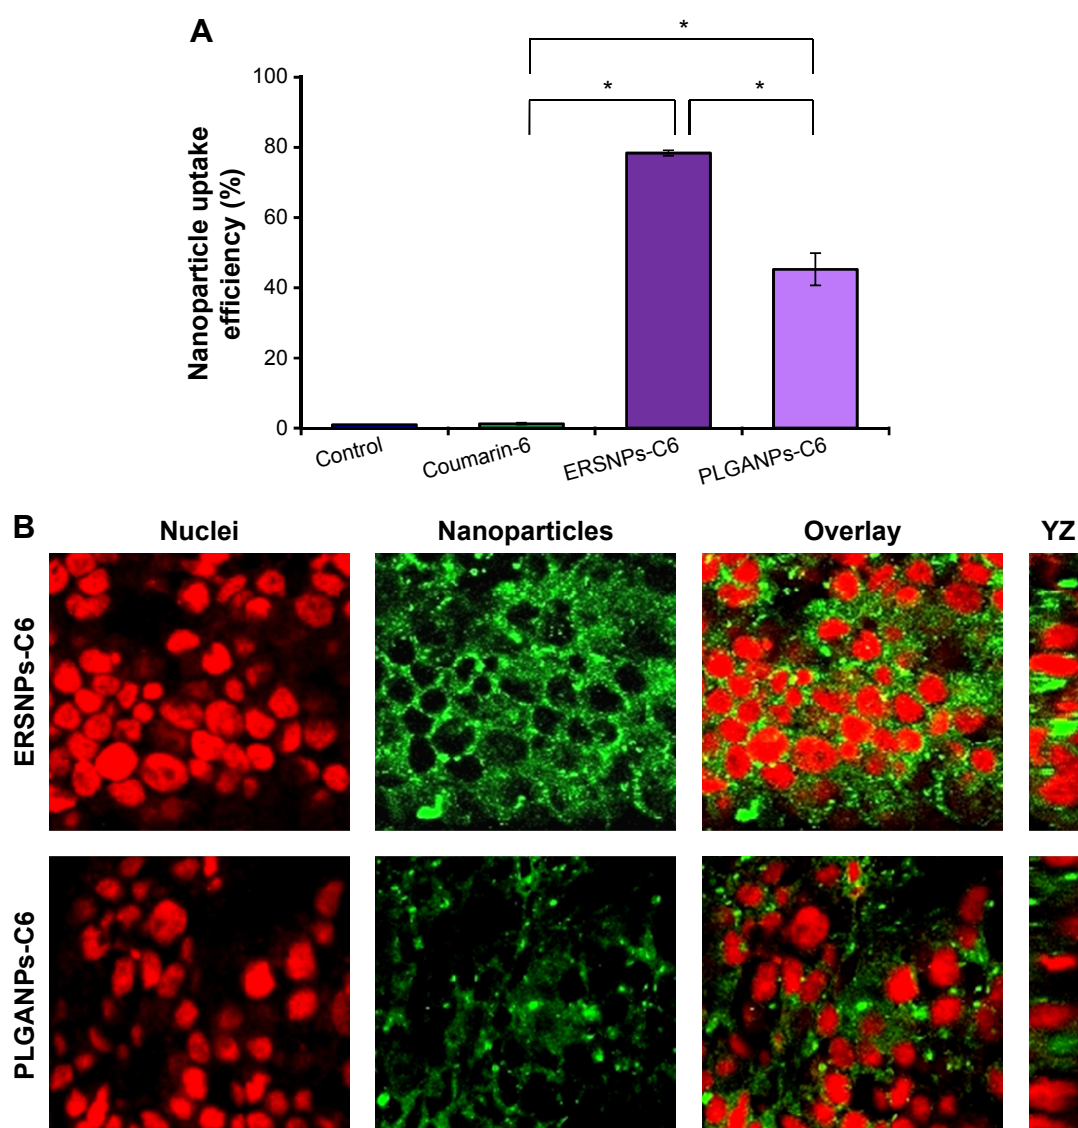 A
*
*
*
Nanoparticle uptake
efficiency (%)
100
80
60
40
20
0
Control
Coumarin-6
ERSNPs-C6
PLGANPs-C6
B
Nuclei
Nanoparticles
Overlay
YZ
ERSNPs-C6
PLGANPs-C6